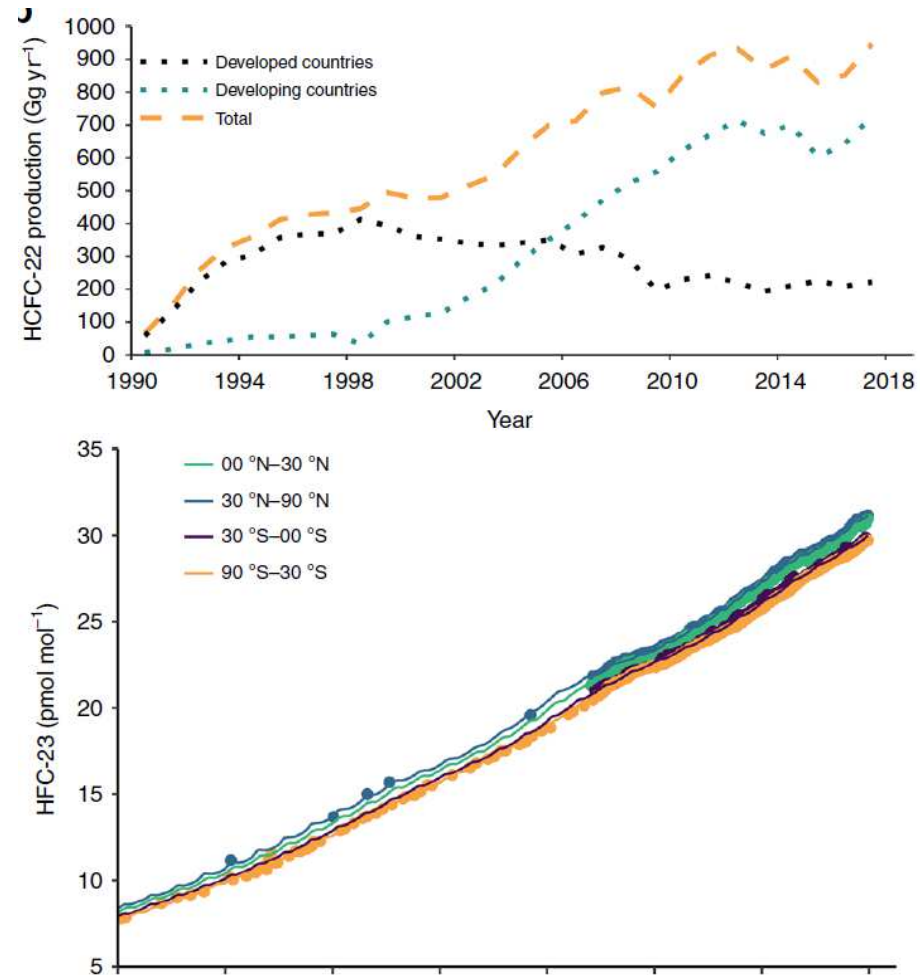 1000
900
800
700
600
500
400
300
200
100
0
HCFC-22 production (Gg yr⁻¹)
Developed countries
Developing countries
Total
1990 1994 1998 2002 2006 2010 2014 2018
Year
35
30
25
20
15
10
5
HFC-23 (pmol mol⁻¹)
00 °N–30 °N
30 °N–90 °N
30 °S–00 °S
90 °S–30 °S